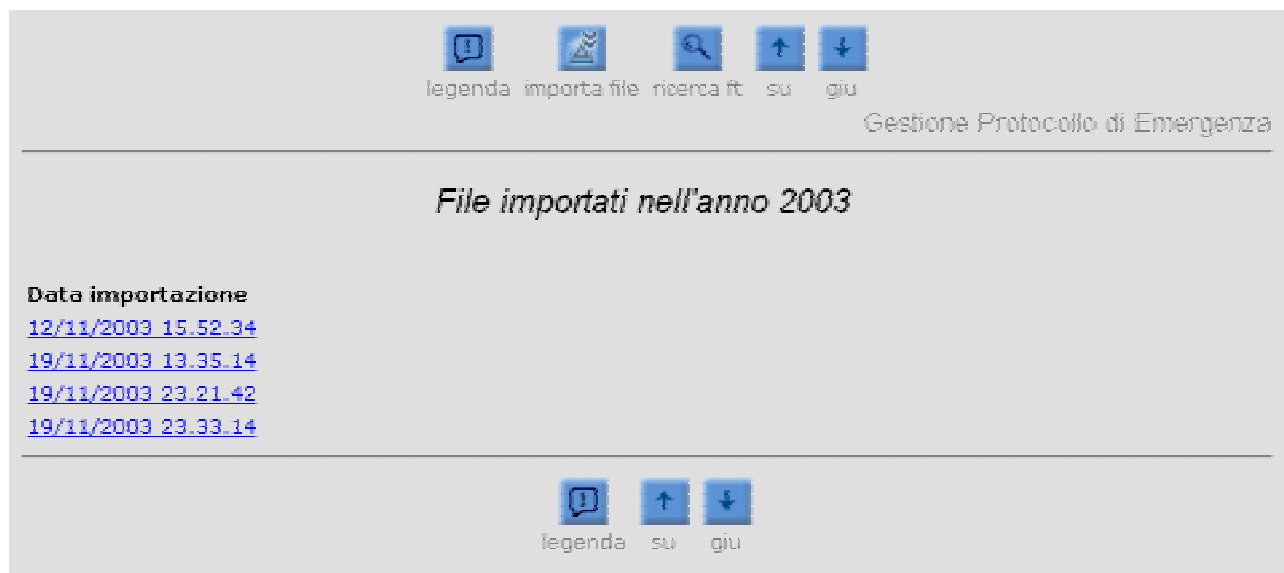 legenda importa file ricerca ft su giu
Gestione Protocollo di Emergenza
File importati nell'anno 2003
Data importazione
12/11/2003 15.52.34
19/11/2003 13.35.14
19/11/2003 23.21.42
19/11/2003 23.33.14
legenda su giu